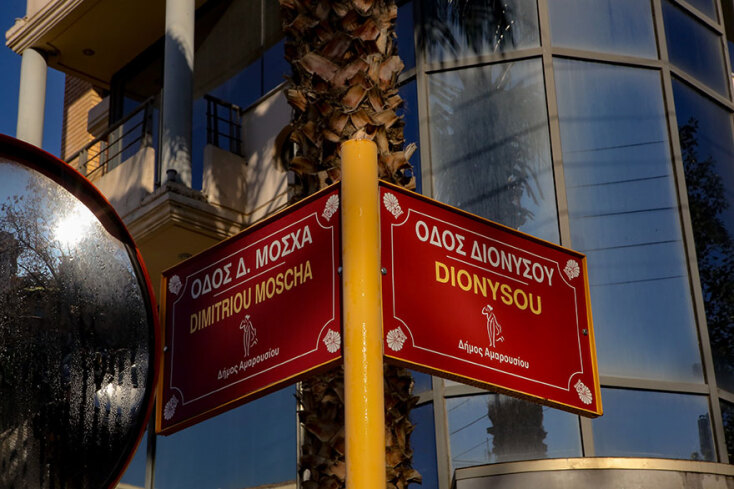 ΟΔΟΣ Δ. ΜΟΣΧΑ
DIMITRIOU MOSCHA
Δήμος Αμαρουσίου
ΟΔΟΣ ΔΙΟΝΥΣΟΥ
DIONYSOU
Δήμος Αμαρουσίου